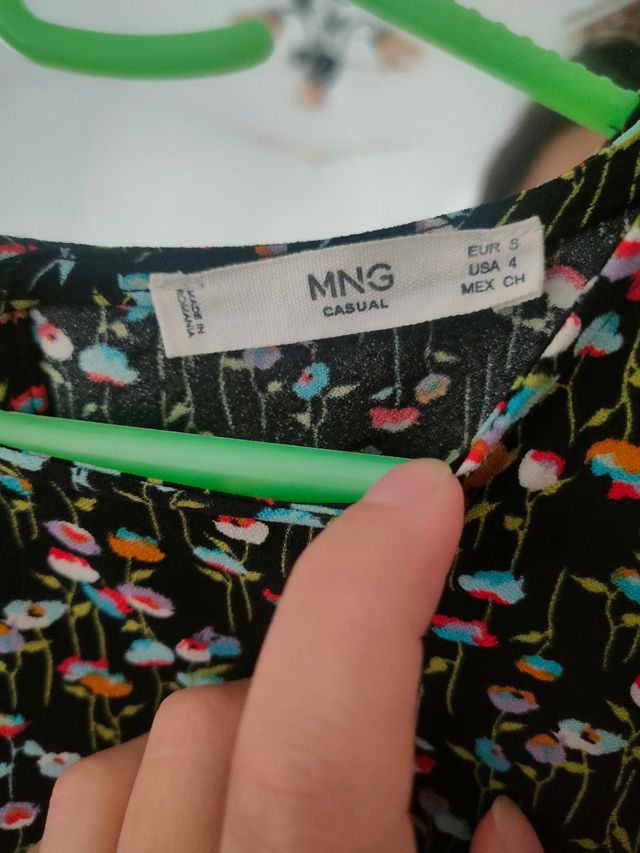 MADE IN
ROMANIA
MNG
CASUAL
EUR S
USA 4
MEX CH